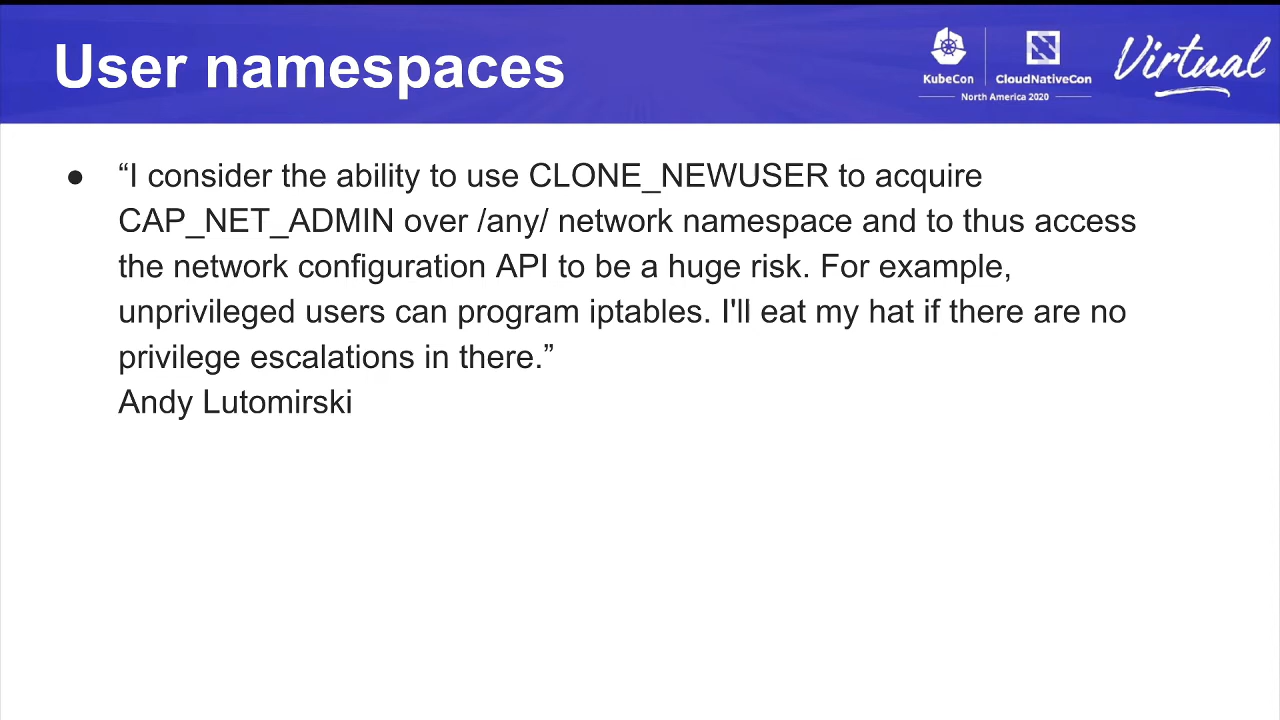 User namespaces
KubeCon
CloudNativeCon
North America 2020
Virtual
● “I consider the ability to use CLONE_NEWUSER to acquire
CAP_NET_ADMIN over /any/ network namespace and to thus access
the network configuration API to be a huge risk. For example,
unprivileged users can program iptables. I'll eat my hat if there are no
privilege escalations in there.”
Andy Lutomirski